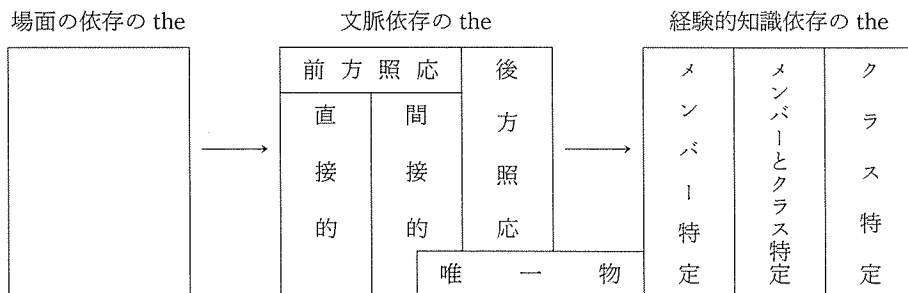 場面の依存の the
文脈依存の the
経験的知識依存の the
前方照応
直接的
間接的
後方照応
唯一物
メンバー特定
メンバーとクラス特定
クラス特定